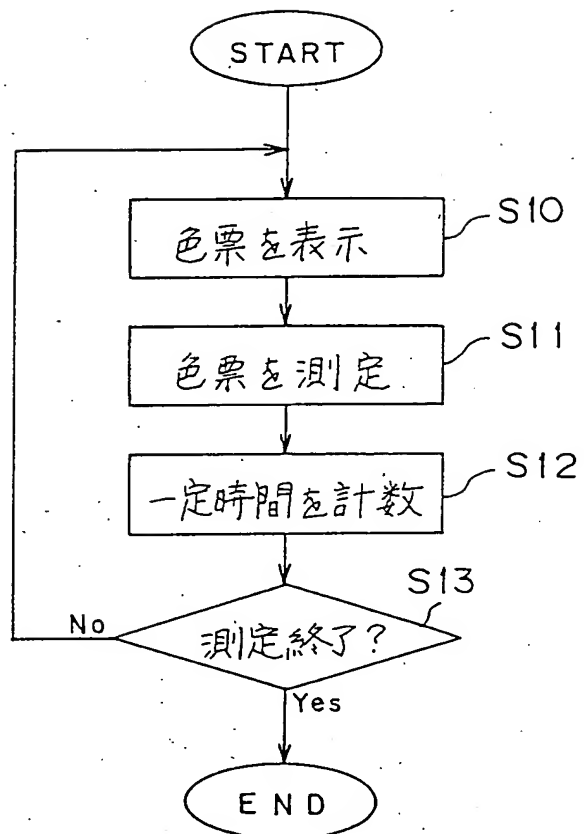 START
色票を表示
S10
色票を測定
S11
一定時間を計数
S12
S13
測定終了?
No
Yes
END